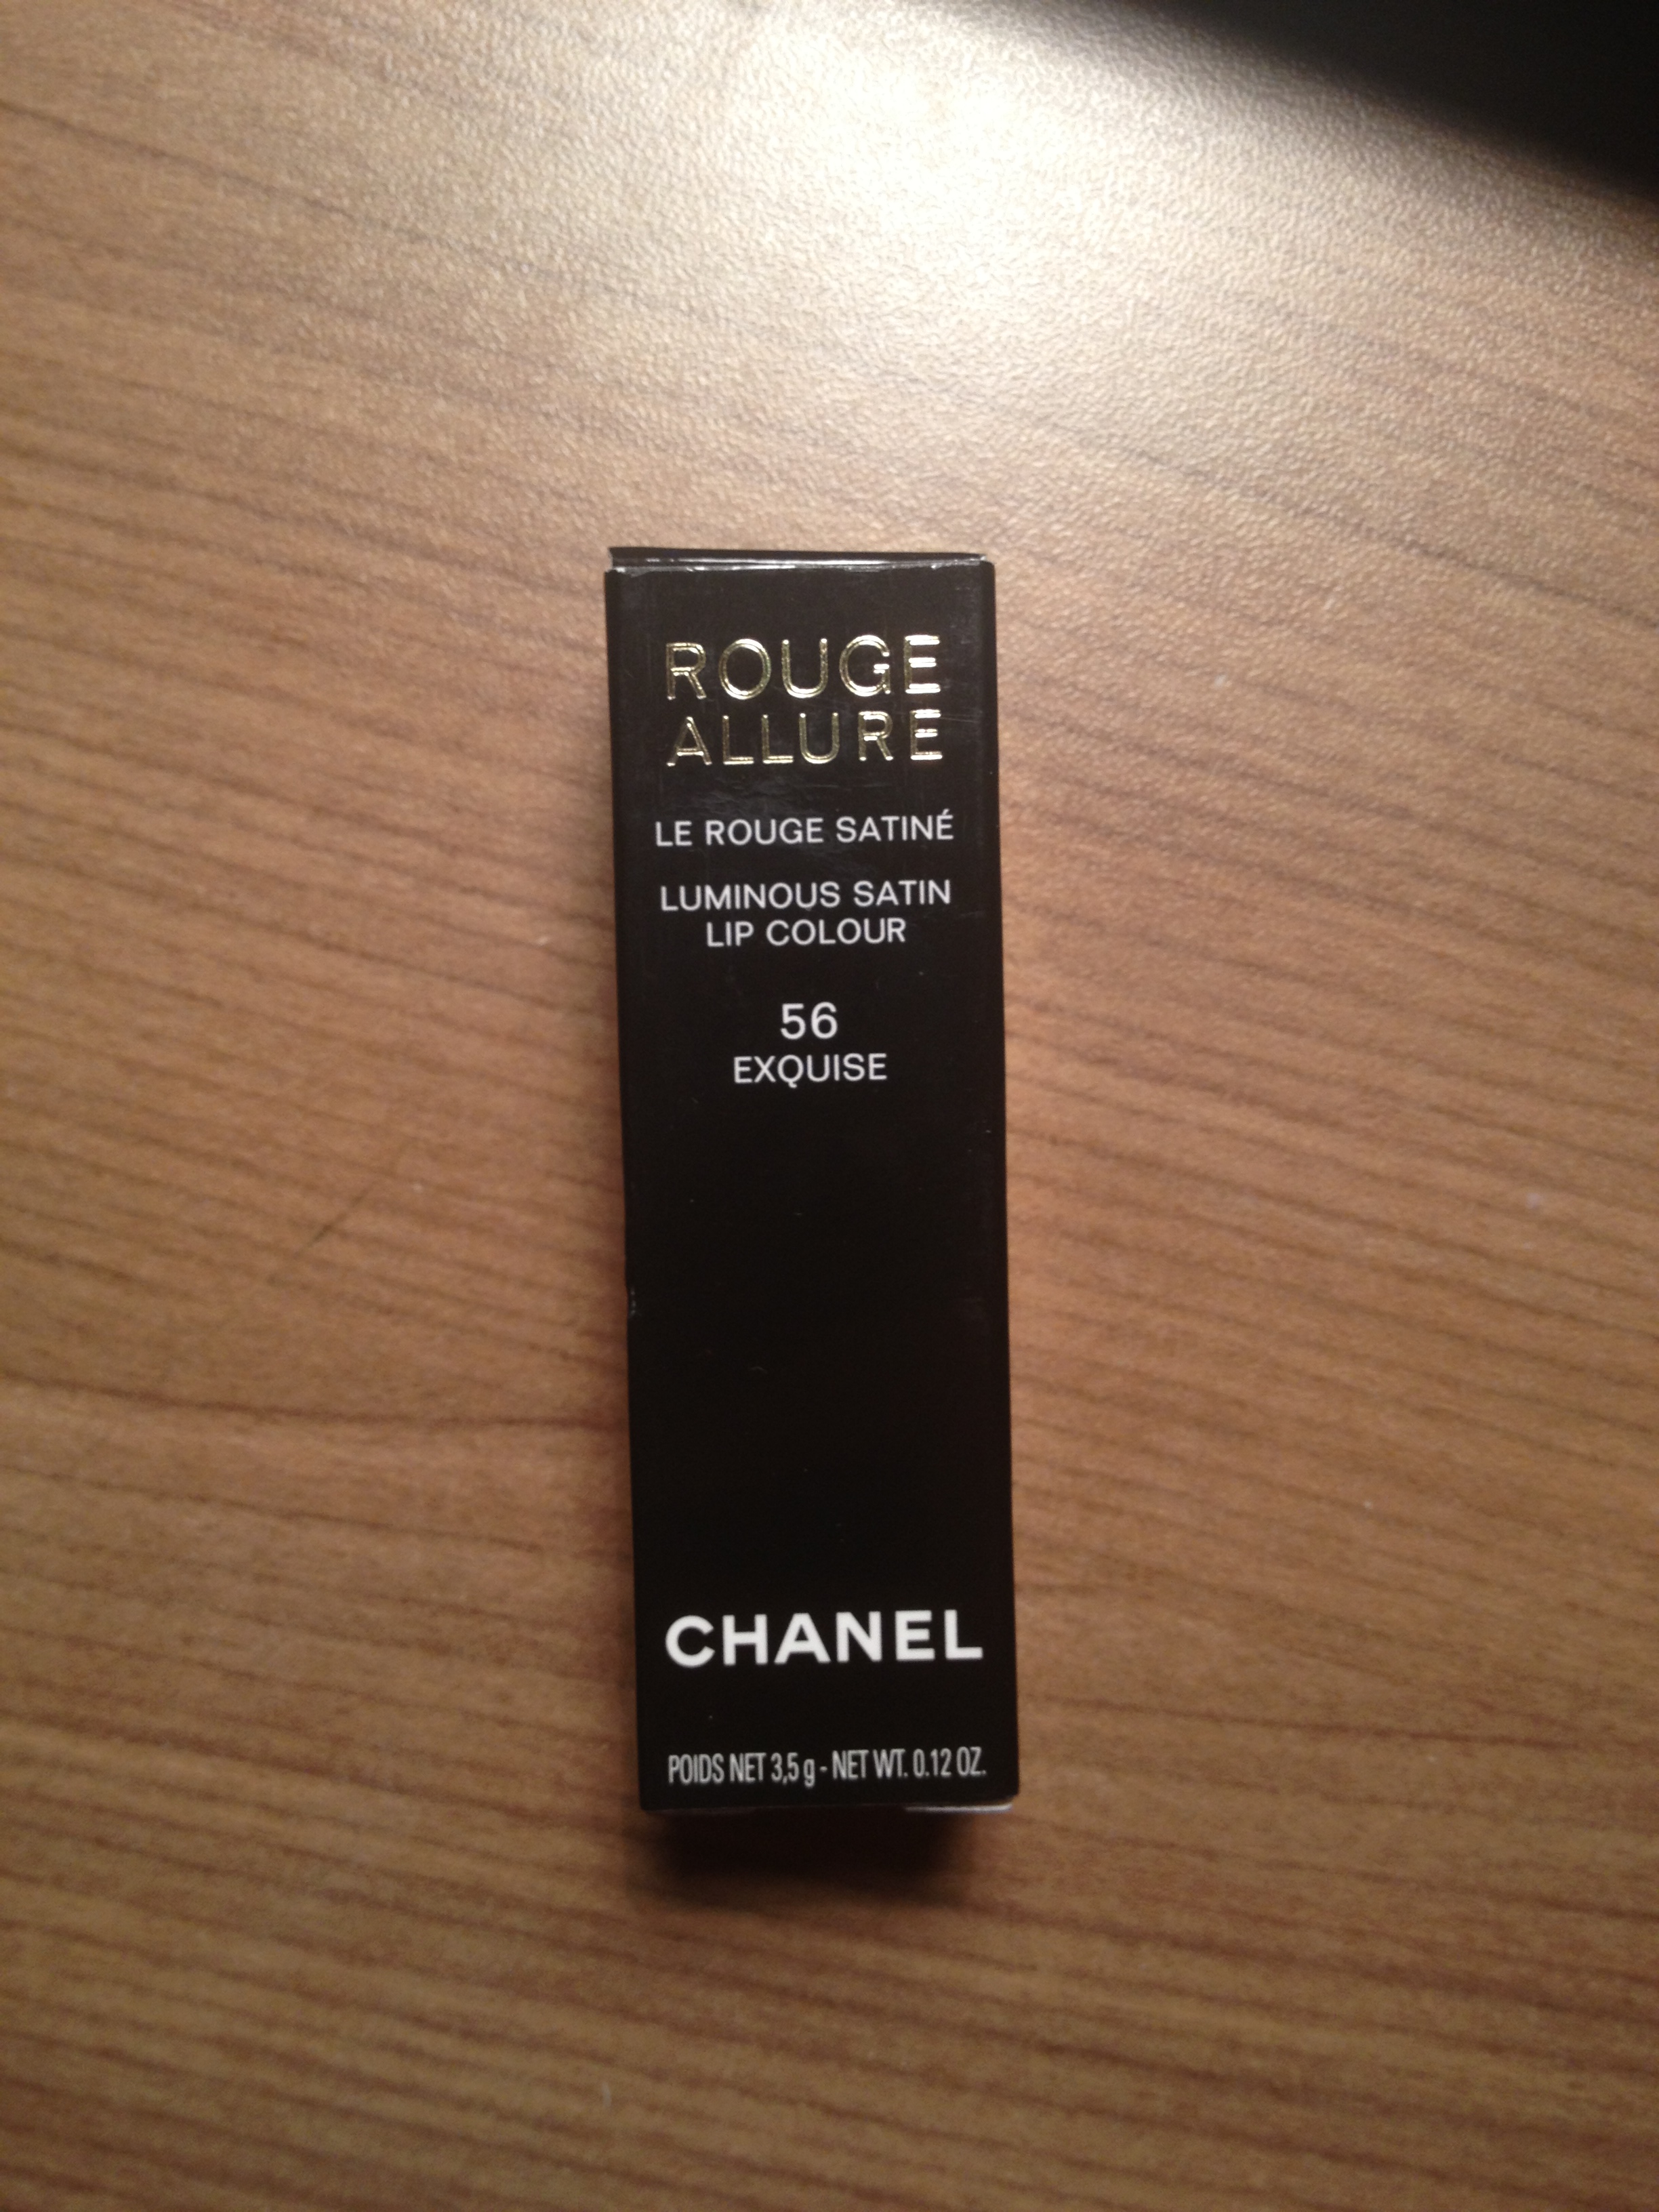 ROUGE
ALLURE
LE ROUGE SATINÉ
LUMINOUS SATIN
LIP COLOUR
56
EXQUISE
CHANEL
POIDS NET 3,5 g - NET WT. 0.12 OZ.